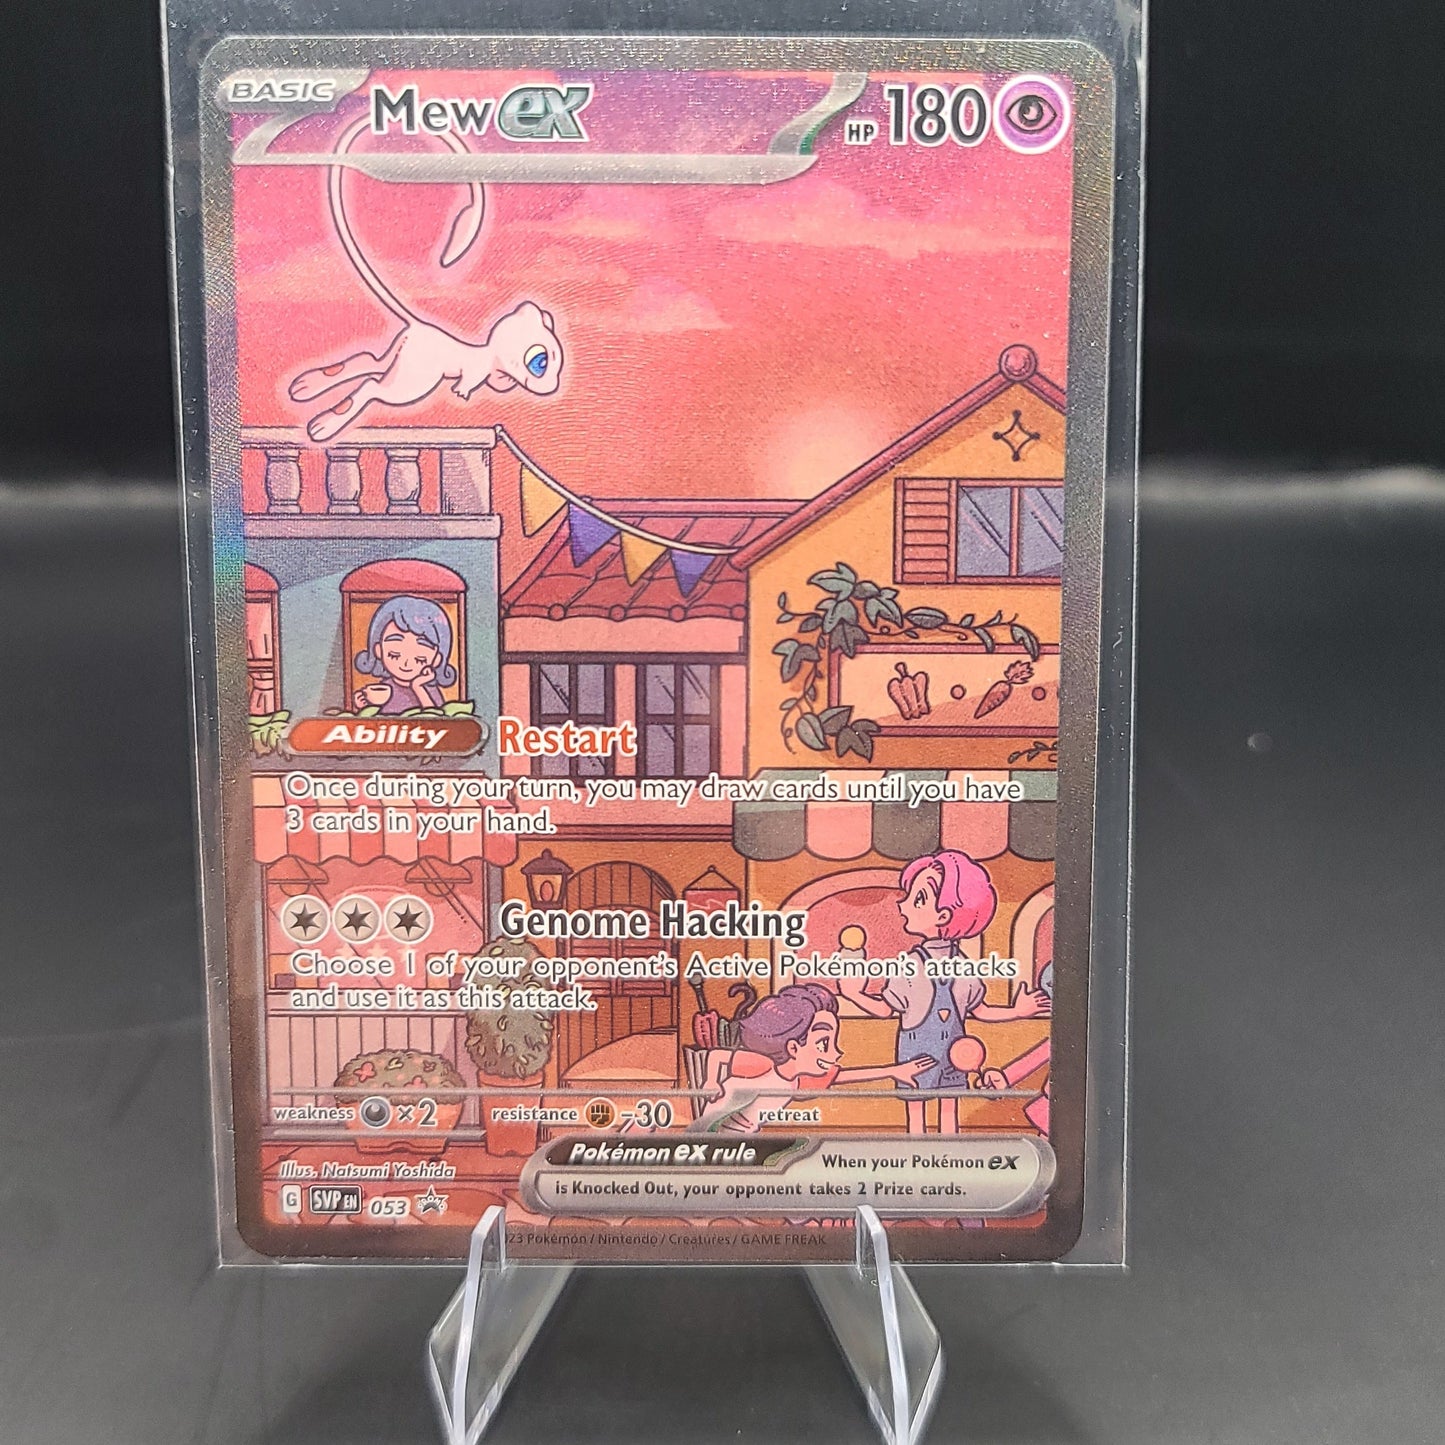 BASIC Mew ex HP 180
Ability Restart
Once during your turn, you may draw cards until you have
3 cards in your hand.
Genome Hacking
Choose 1 of your opponent's Active Pokémon's attacks
and use it as this attack.
weakness ×2 resistance -30 retreat
Pokémon ex rule When your Pokémon ex
is Knocked Out, your opponent takes 2 Prize cards.
Illus. Natsumi Yoshida
G SVP EN 053
23 Pokémon / Nintendo / Creatures / GAME FREAK